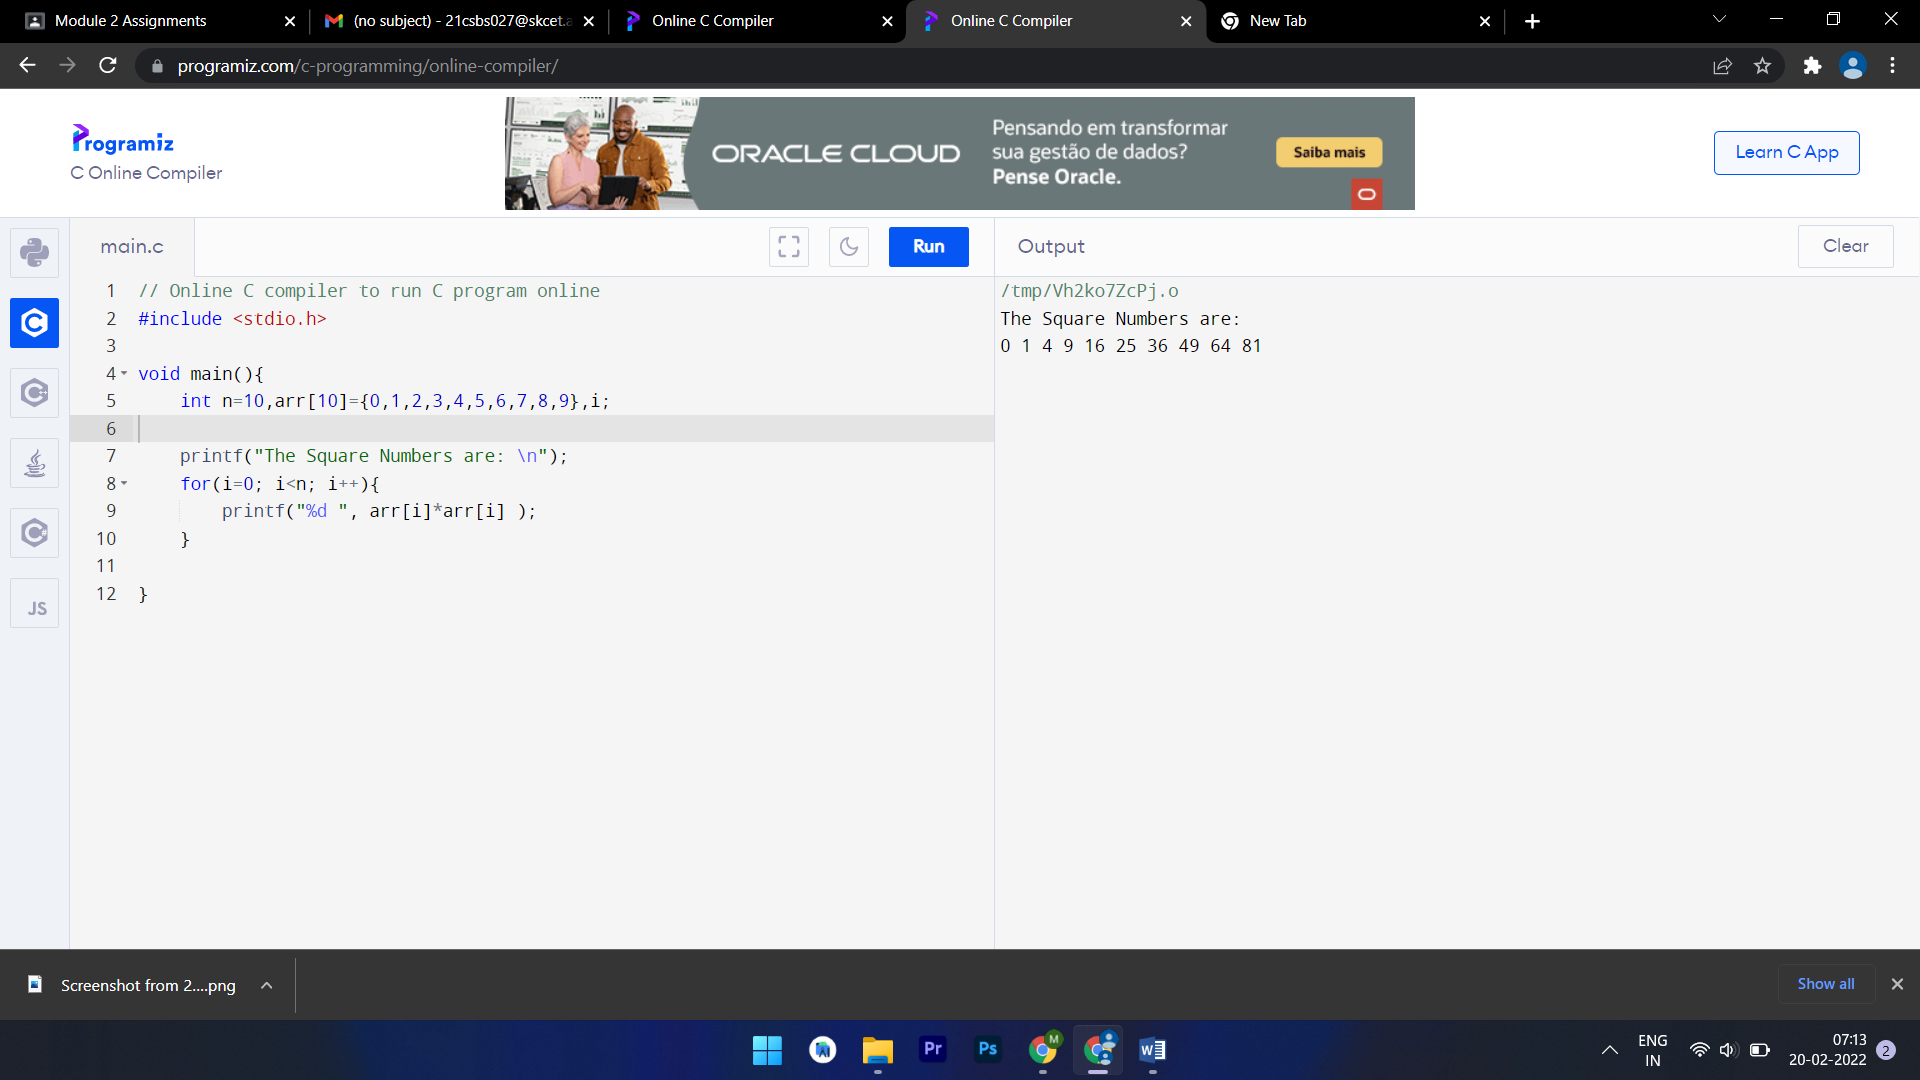 Module 2 Assignments
(no subject) - 21csbs027@skcet.a
Online C Compiler
Online C Compiler
New Tab
programiz.com/c-programming/online-compiler/
Programiz
C Online Compiler
ORACLE CLOUD
Pensando em transformar
sua gestão de dados?
Pense Oracle.
Saiba mais
Learn C App
main.c
Run
Output
Clear
1 // Online C compiler to run C program online
2 #include <stdio.h>
3
4 void main(){
5     int n=10,arr[10]={0,1,2,3,4,5,6,7,8,9},i;
6
7     printf("The Square Numbers are: \n");
8     for(i=0; i<n; i++){
9         printf("%d ", arr[i]*arr[i] );
10     }
11
12 }
/tmp/Vh2ko7ZcPj.o
The Square Numbers are:
0 1 4 9 16 25 36 49 64 81
JS
Screenshot from 2....png
Show all
Pr
Ps
M
W
ENG
IN
07:13
20-02-2022
2